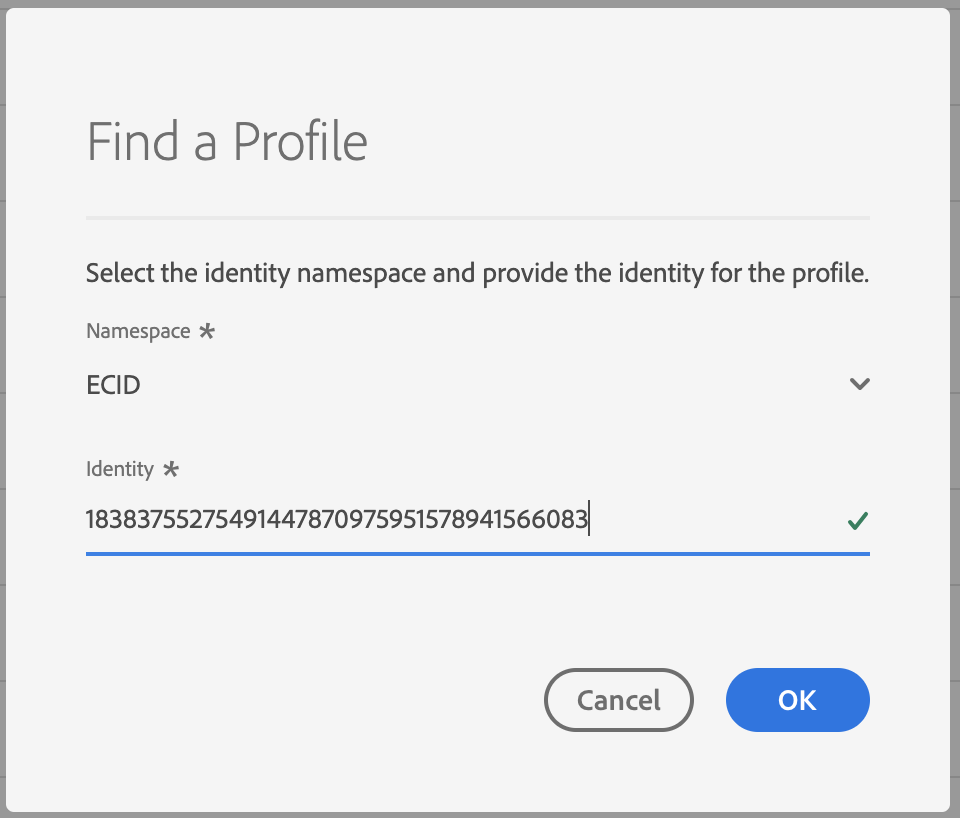 Find a Profile
Select the identity namespace and provide the identity for the profile.
Namespace *
ECID
Identity *
18383755275491447870975951578941566083
Cancel
OK